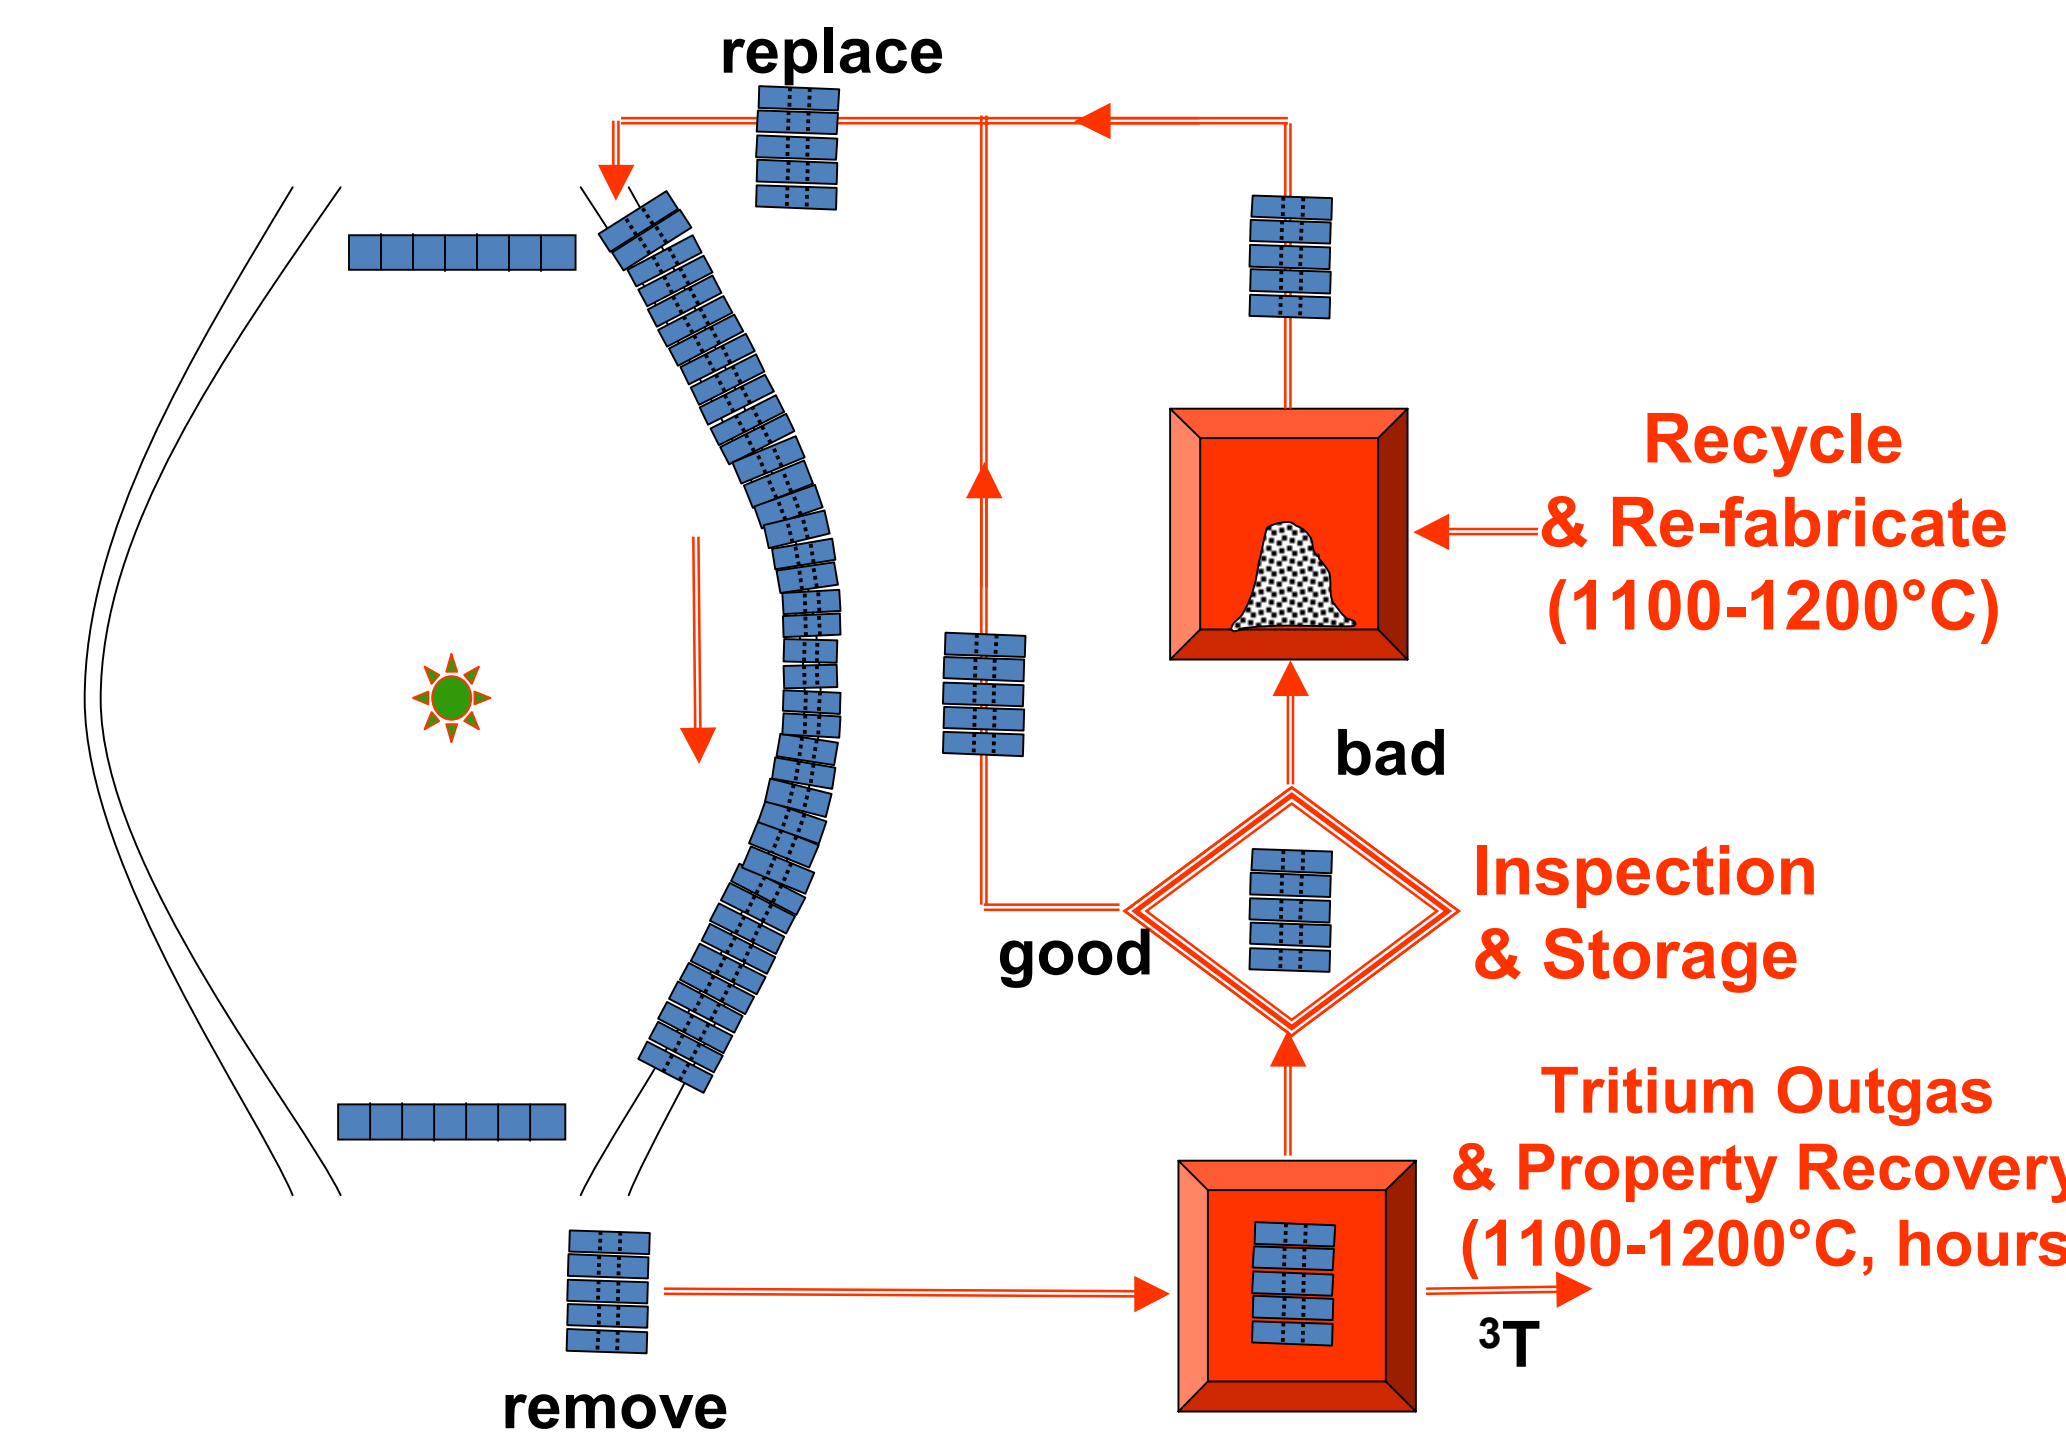 replace
Recycle
& Re-fabricate
(1100-1200°C)
bad
Inspection
& Storage
good
Tritium Outgas
& Property Recovery
(1100-1200°C, hours
³T
remove